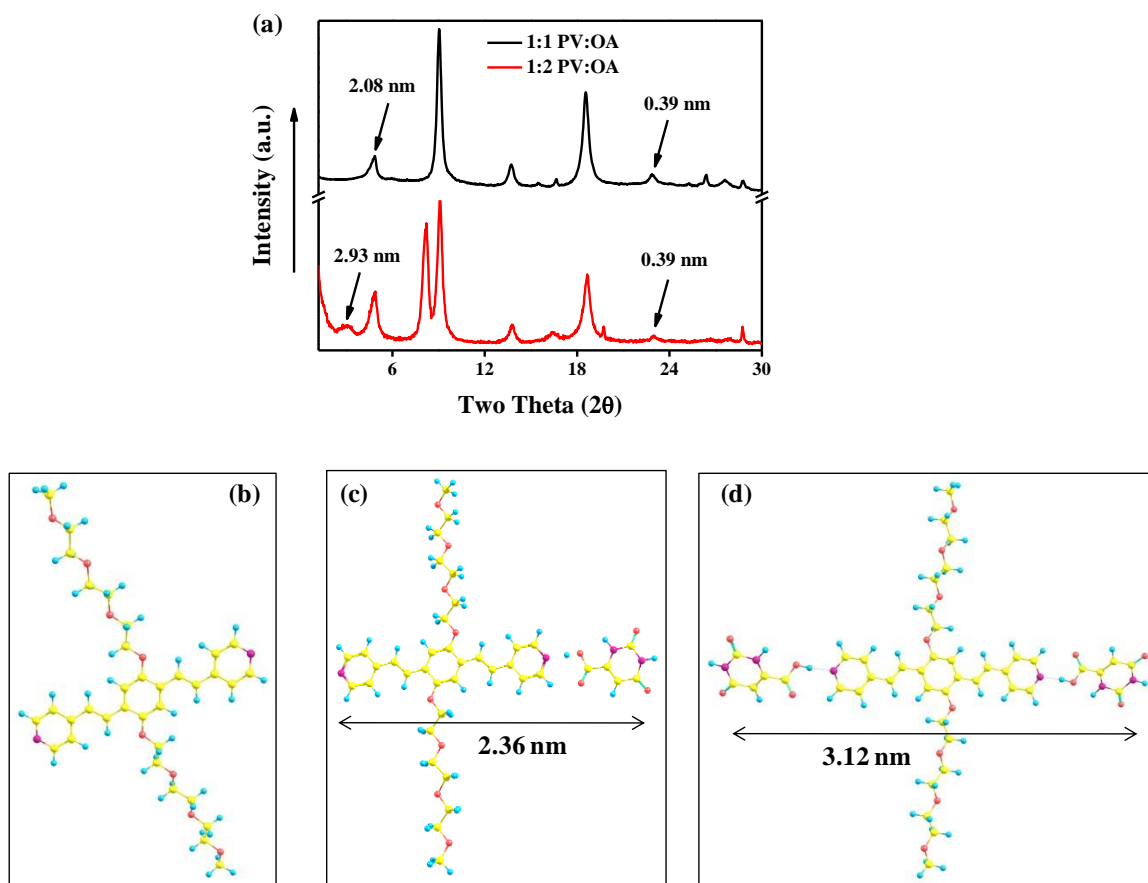 (a)
1:1 PV:OA
1:2 PV:OA
2.08 nm
0.39 nm
2.93 nm
0.39 nm
Intensity (a.u.)
6 12 18 24 30
Two Theta (2θ)
(b)
(c)
2.36 nm
(d)
3.12 nm